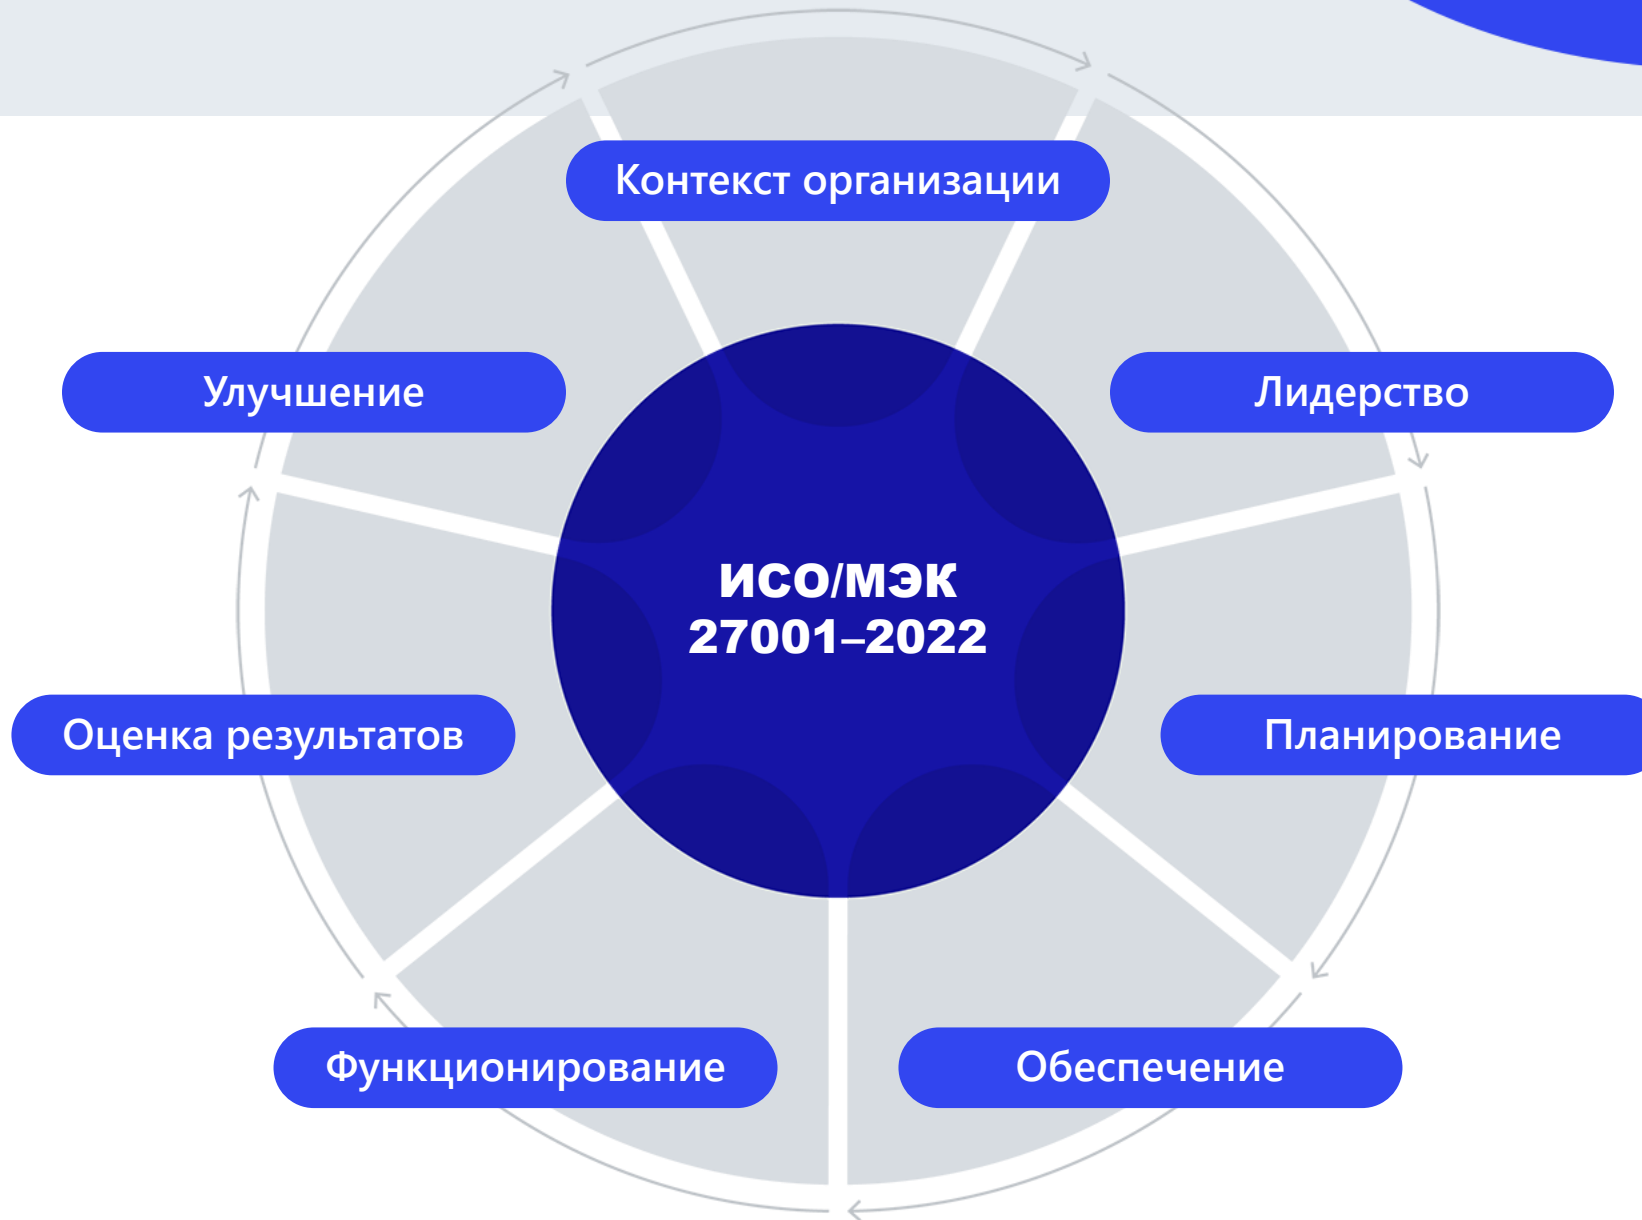 Контекст организации
Улучшение
Лидерство
ИСО/МЭК
27001–2022
Оценка результатов
Планирование
Функционирование
Обеспечение